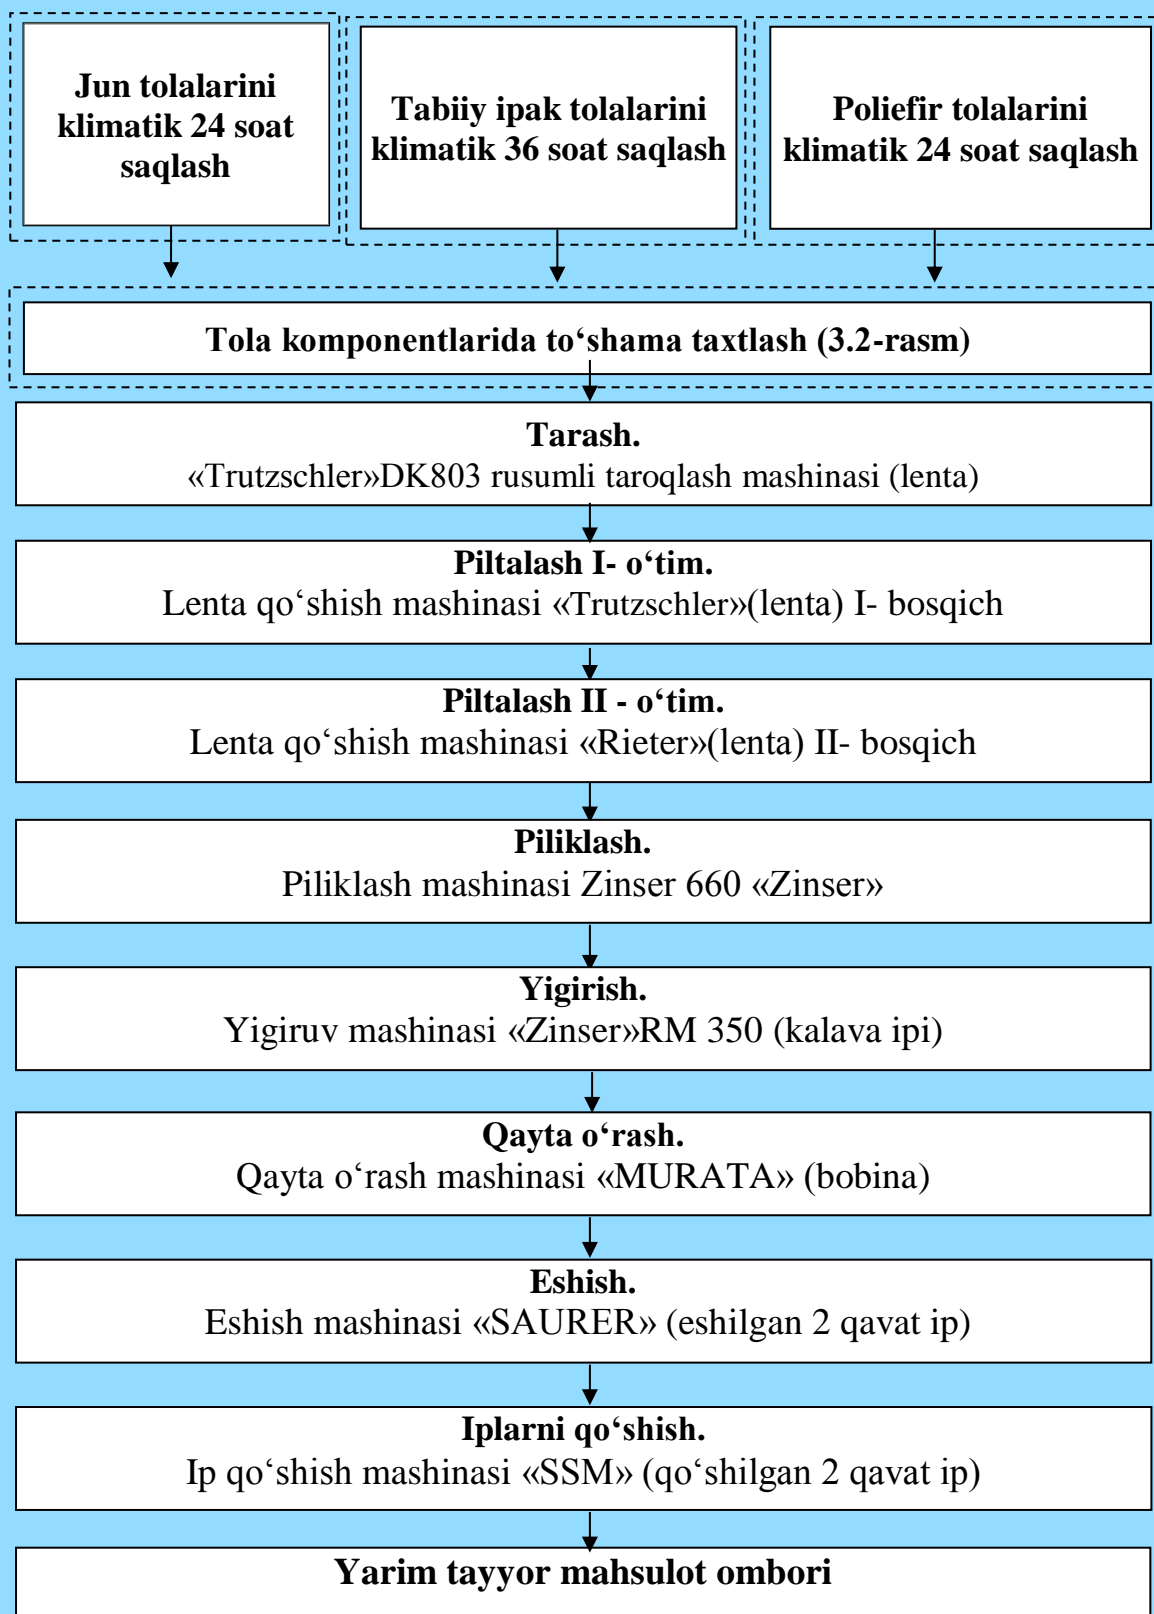 Jun tolalarini
klimatik 24 soat
saqlash
Tabiiy ipak tolalarini
klimatik 36 soat saqlash
Poliefir tolalarini
klimatik 24 soat saqlash
Tola komponentlarida to‘shama taxtlash (3.2-rasm)
Tarash.
«Trutzschler»DK803 rusumli taroqlash mashinasi (lenta)
Piltalash I- o‘tim.
Lenta qo‘shish mashinasi «Trutzschler»(lenta) I- bosqich
Piltalash II - o‘tim.
Lenta qo‘shish mashinasi «Rieter»(lenta) II- bosqich
Piliklash.
Piliklash mashinasi Zinser 660 «Zinser»
Yigirish.
Yigiruv mashinasi «Zinser»RM 350 (kalava ipi)
Qayta o‘rash.
Qayta o‘rash mashinasi «MURATA» (bobina)
Eshish.
Eshish mashinasi «SAURER» (eshilgan 2 qavat ip)
Iplarni qo‘shish.
Ip qo‘shish mashinasi «SSM» (qo‘shilgan 2 qavat ip)
Yarim tayyor mahsulot ombori